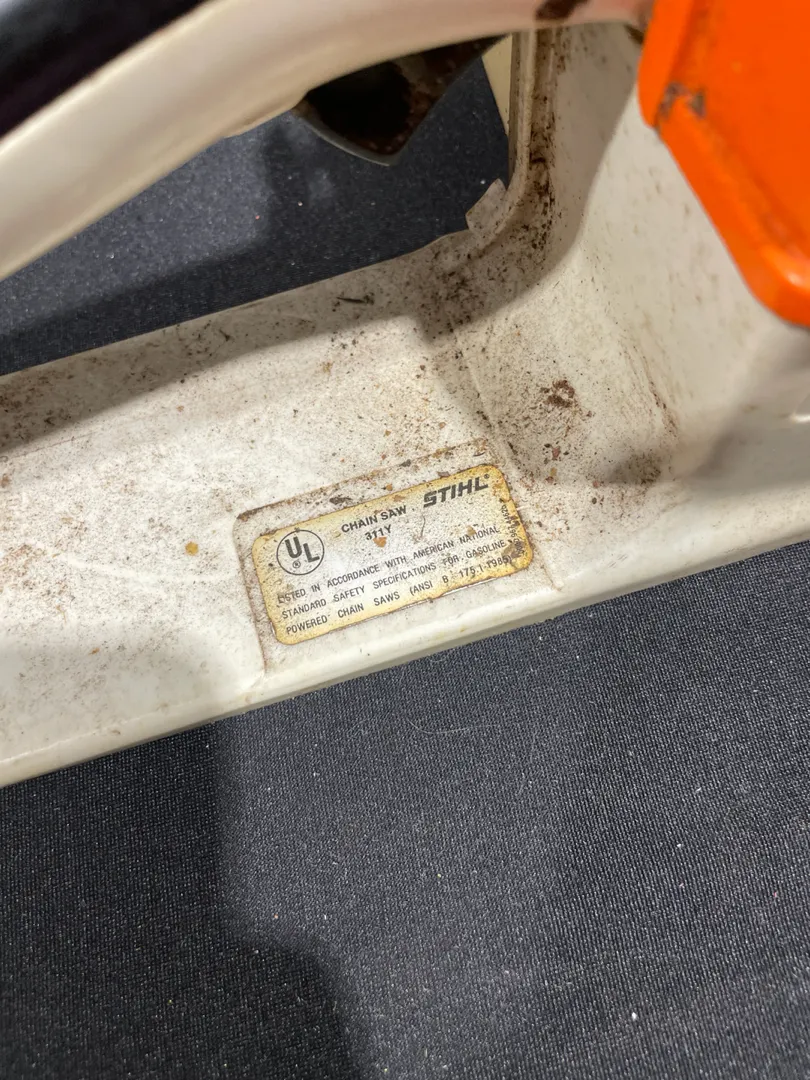 UL
®
CHAIN SAW STIHL
311Y
LISTED IN ACCORDANCE WITH AMERICAN NATIONAL
STANDARD SAFETY SPECIFICATIONS FOR GASOLINE
POWERED CHAIN SAWS (ANSI B 175.1-1985)